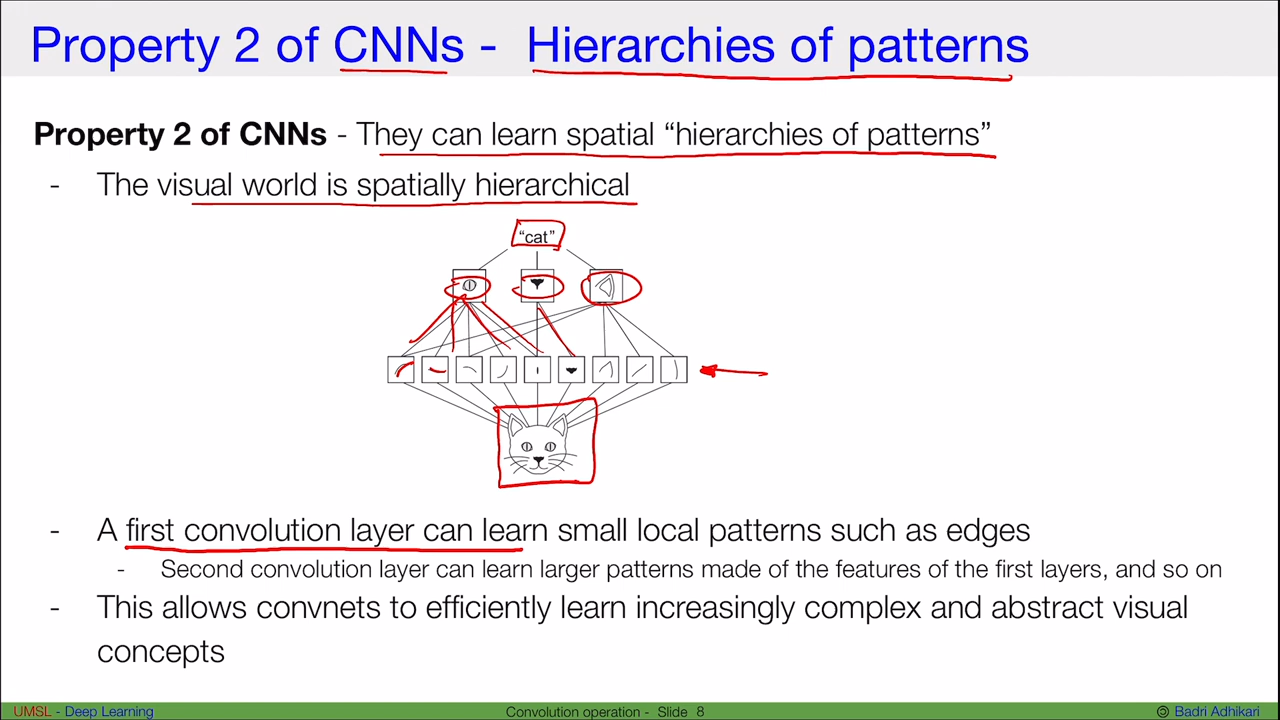 Property 2 of CNNs - Hierarchies of patterns
Property 2 of CNNs - They can learn spatial “hierarchies of patterns”
- The visual world is spatially hierarchical
“cat”
- A first convolution layer can learn small local patterns such as edges
- Second convolution layer can learn larger patterns made of the features of the first layers, and so on
- This allows convnets to efficiently learn increasingly complex and abstract visual
concepts
UMSL - Deep Learning Convolution operation - Slide 8 Badri Adhikari